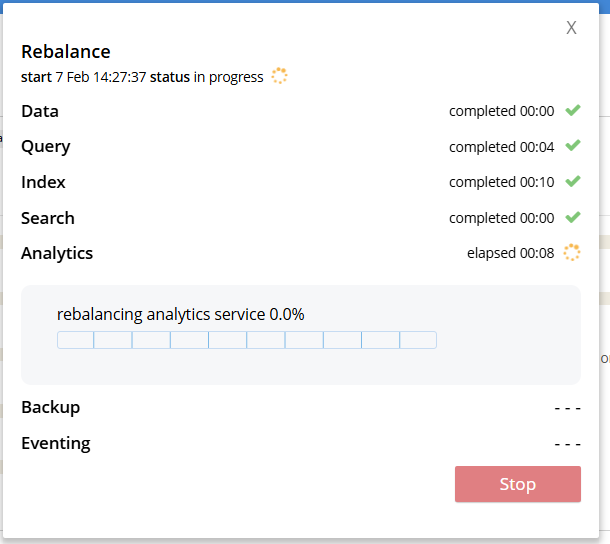 X
Rebalance
start 7 Feb 14:27:37 status in progress
Data completed 00:00
Query completed 00:04
Index completed 00:10
Search completed 00:00
Analytics elapsed 00:08
rebalancing analytics service 0.0%
Backup - - -
Eventing - - -
Stop